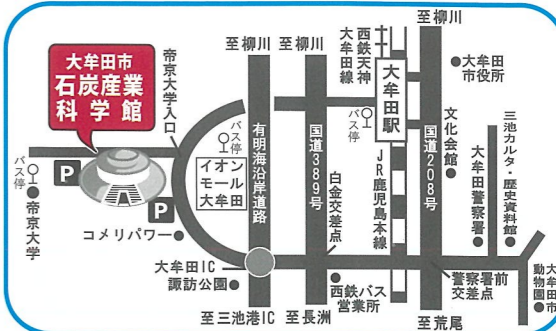 大牟田市
石炭産業
科学館
帝京大学入口
至柳川
至柳川
西鉄天神
大牟田線
至柳川
大牟田
市役所
大牟田駅
バス停
バス停
イオン
モール
大牟田
有明海沿岸道路
国道389号
白金交差点
JR鹿児島本線
国道208号
文化会館
大牟田警察署
三池カルタ・歴史資料館
バス停
帝京大学
P
P
コメリパワー
大牟田IC
諏訪公園
西鉄バス
営業所
警察署前
交差点
大牟田市
動物園
至三池港IC
至長洲
至荒尾